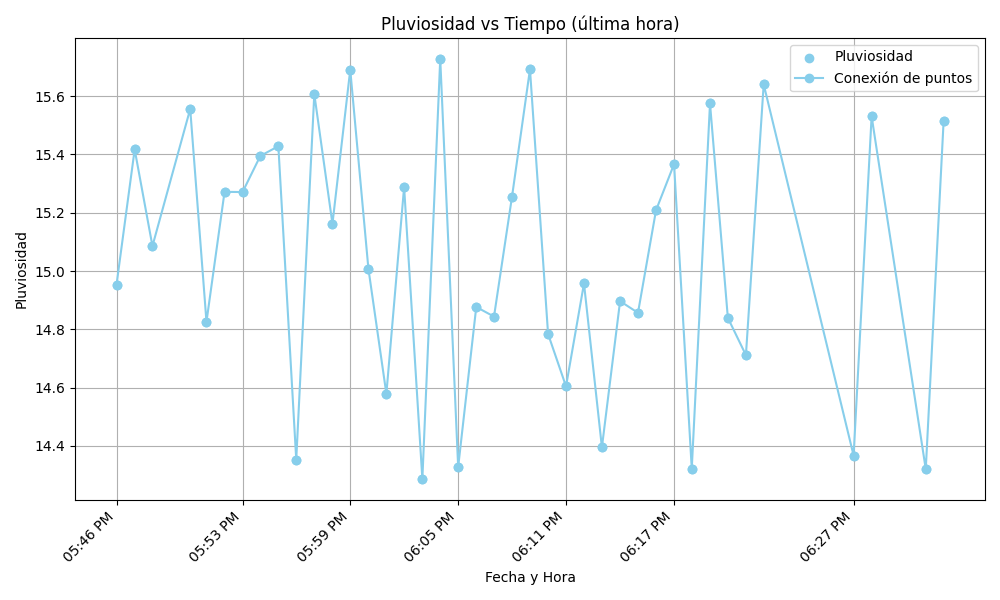 Pluviosidad vs Tiempo (última hora)
Pluviosidad
Conexión de puntos
Pluviosidad
15.6
15.4
15.2
15.0
14.8
14.6
14.4
05:46 PM
05:53 PM
05:59 PM
06:05 PM
06:11 PM
06:17 PM
06:27 PM
Fecha y Hora